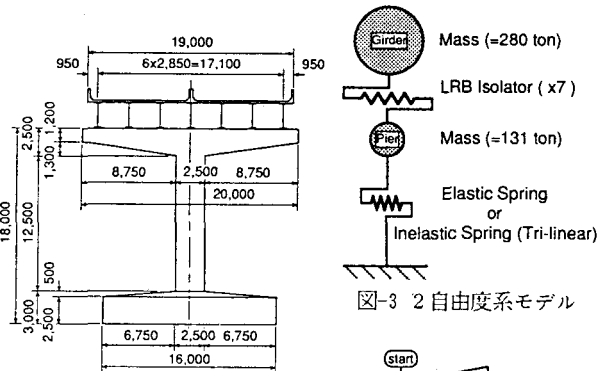 19,000
950
6x2,850=17,100
950
1,200
2,500
1,300
8,750
2,500
8,750
20,000
18,000
12,500
500
3,000
2,500
6,750
2,500
6,750
16,000
Girder
Mass (=280 ton)
LRB Isolator ( x7 )
Pier
Mass (=131 ton)
Elastic Spring
or
Inelastic Spring (Tri-linear)
図-3 2自由度系モデル
start